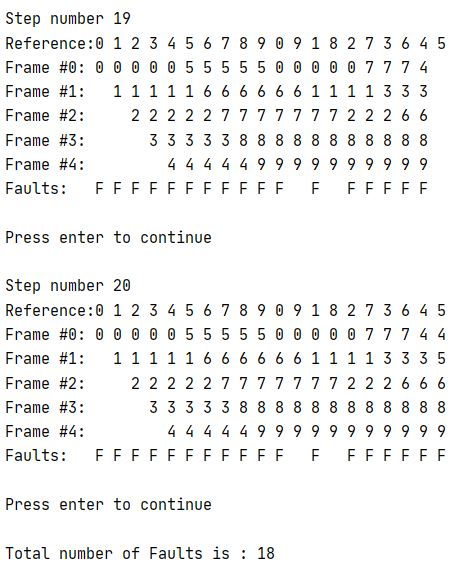 Step number 19
Reference:0 1 2 3 4 5 6 7 8 9 0 9 1 8 2 7 3 6 4 5
Frame #0: 0 0 0 0 0 5 5 5 5 5 0 0 0 0 0 7 7 7 4
Frame #1:   1 1 1 1 1 6 6 6 6 6 6 1 1 1 1 3 3 3
Frame #2:     2 2 2 2 2 7 7 7 7 7 7 7 2 2 2 6 6
Frame #3:       3 3 3 3 3 8 8 8 8 8 8 8 8 8 8 8
Frame #4:         4 4 4 4 4 9 9 9 9 9 9 9 9 9 9
Faults:   F F F F F F F F F F F   F   F F F F F
Press enter to continue
Step number 20
Reference:0 1 2 3 4 5 6 7 8 9 0 9 1 8 2 7 3 6 4 5
Frame #0: 0 0 0 0 0 5 5 5 5 5 0 0 0 0 0 7 7 7 4 4
Frame #1:   1 1 1 1 1 6 6 6 6 6 6 1 1 1 1 3 3 3 5
Frame #2:     2 2 2 2 2 7 7 7 7 7 7 7 2 2 2 6 6 6
Frame #3:       3 3 3 3 3 8 8 8 8 8 8 8 8 8 8 8 8
Frame #4:         4 4 4 4 4 9 9 9 9 9 9 9 9 9 9 9
Faults:   F F F F F F F F F F F   F   F F F F F F
Press enter to continue
Total number of Faults is : 18